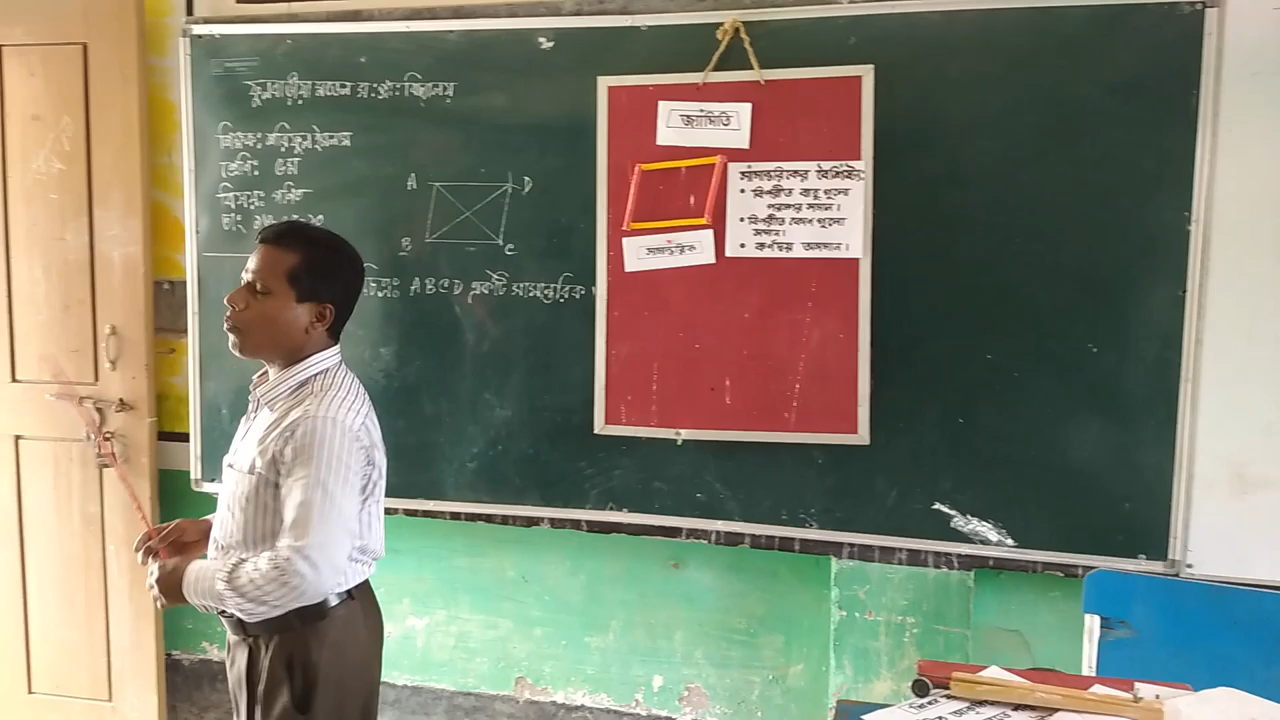 ফুলবাড়ীয়া মডেল স: প্রা: বিদ্যালয়
শিক্ষক: শরিফুল ইসলাম
শ্রেণি: ৫ম
বিষয়: গণিত
তাং
A D
B C
চিত্র: ABCD একটি সামান্তরিক
জ্যামিতি
সামান্তরিক
সামান্তরিকের বৈশিষ্ট্য:
• বিপরীত বাহু গুলো
পরস্পর সমান।
• বিপরীত কোণ গুলো
সমান।
• কর্ণদ্বয় অসমান।